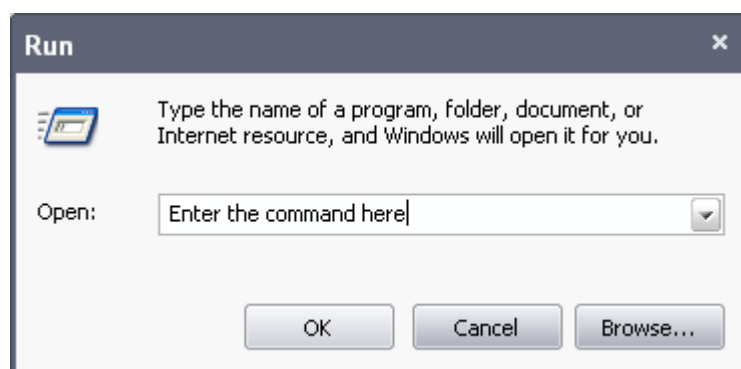 Run
Type the name of a program, folder, document, or
Internet resource, and Windows will open it for you.
Open: Enter the command here
OK Cancel Browse...